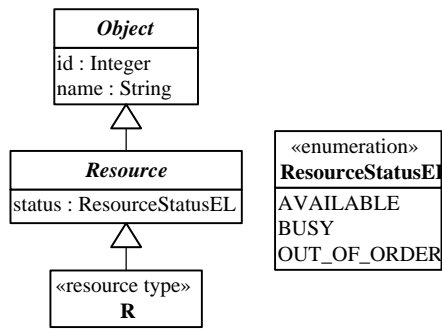 Object
id : Integer
name : String
Resource
status : ResourceStatusEL
«resource type»
R
«enumeration»
ResourceStatusEL
AVAILABLE
BUSY
OUT_OF_ORDER